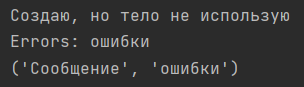 Создаю, но тело не использую
Errors: ошибки
('Сообщение', 'ошибки')